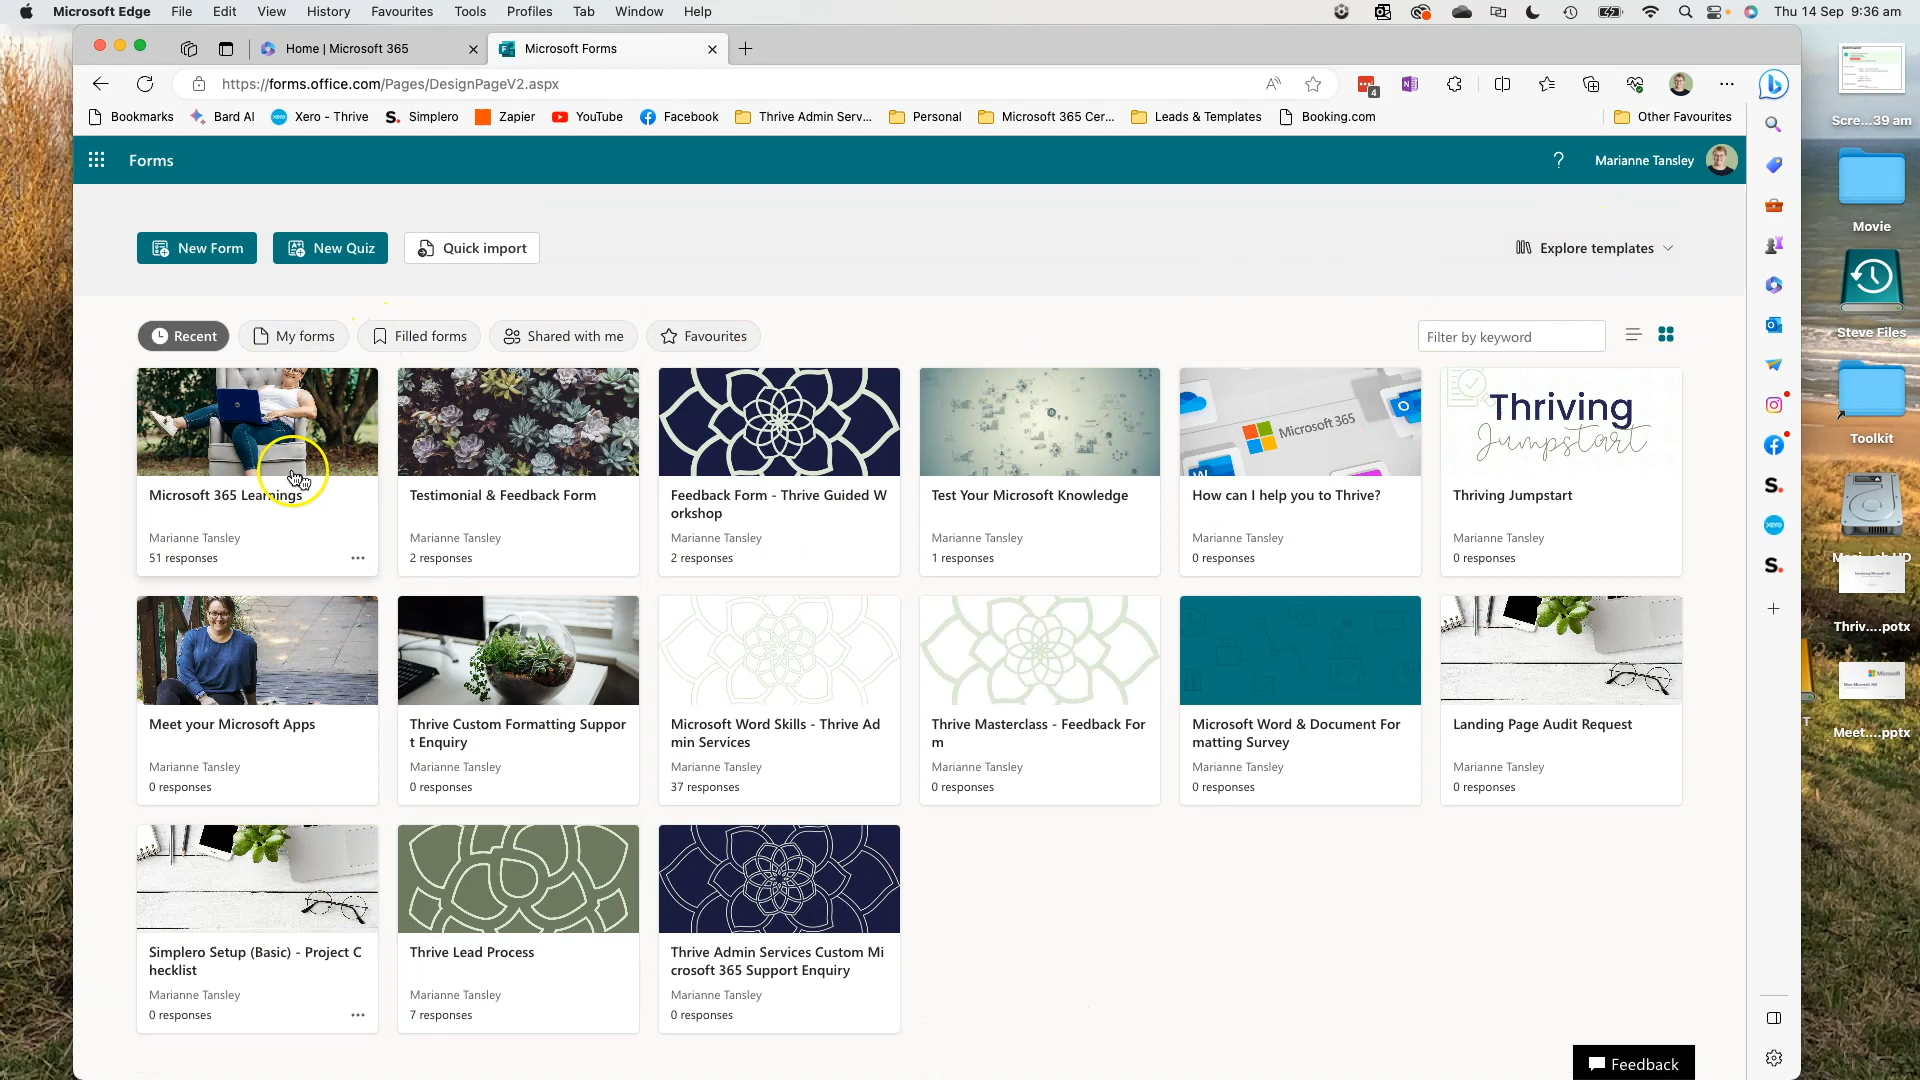 Microsoft Edge File Edit View History Favourites Tools Profiles Tab Window Help Thu 14 Sep 9:36 am
Home | Microsoft 365 Microsoft Forms
https://forms.office.com/Pages/DesignPageV2.aspx
4
Bookmarks Bard AI Xero - Thrive Simplero Zapier YouTube Facebook Thrive Admin Serv... Personal Microsoft 365 Cer... Leads & Templates Booking.com Other Favourites
Scre...39 am
Forms ? Marianne Tansley
Movie
New Form New Quiz Quick import Explore templates
Steve Files
Recent My forms Filled forms Shared with me Favourites Filter by keyword
Microsoft 365
Thriving
Jumpstart
Toolkit
Microsoft 365 Learnings Testimonial & Feedback Form Feedback Form - Thrive Guided W Test Your Microsoft Knowledge How can I help you to Thrive? Thriving Jumpstart
orkshop
Marianne Tansley Marianne Tansley Marianne Tansley Marianne Tansley Marianne Tansley Marianne Tansley
51 responses 2 responses 2 responses 1 responses 0 responses 0 responses
Thriv....potx
Meet your Microsoft Apps Thrive Custom Formatting Suppor Microsoft Word Skills - Thrive Ad Thrive Masterclass - Feedback For Microsoft Word & Document For Landing Page Audit Request
t Enquiry min Services m matting Survey
Meet....pptx
Marianne Tansley Marianne Tansley Marianne Tansley Marianne Tansley Marianne Tansley Marianne Tansley
0 responses 0 responses 37 responses 0 responses 0 responses 0 responses
Simplero Setup (Basic) - Project C Thrive Lead Process Thrive Admin Services Custom Mi
hecklist crosoft 365 Support Enquiry
Marianne Tansley Marianne Tansley Marianne Tansley
0 responses 7 responses 0 responses
Feedback